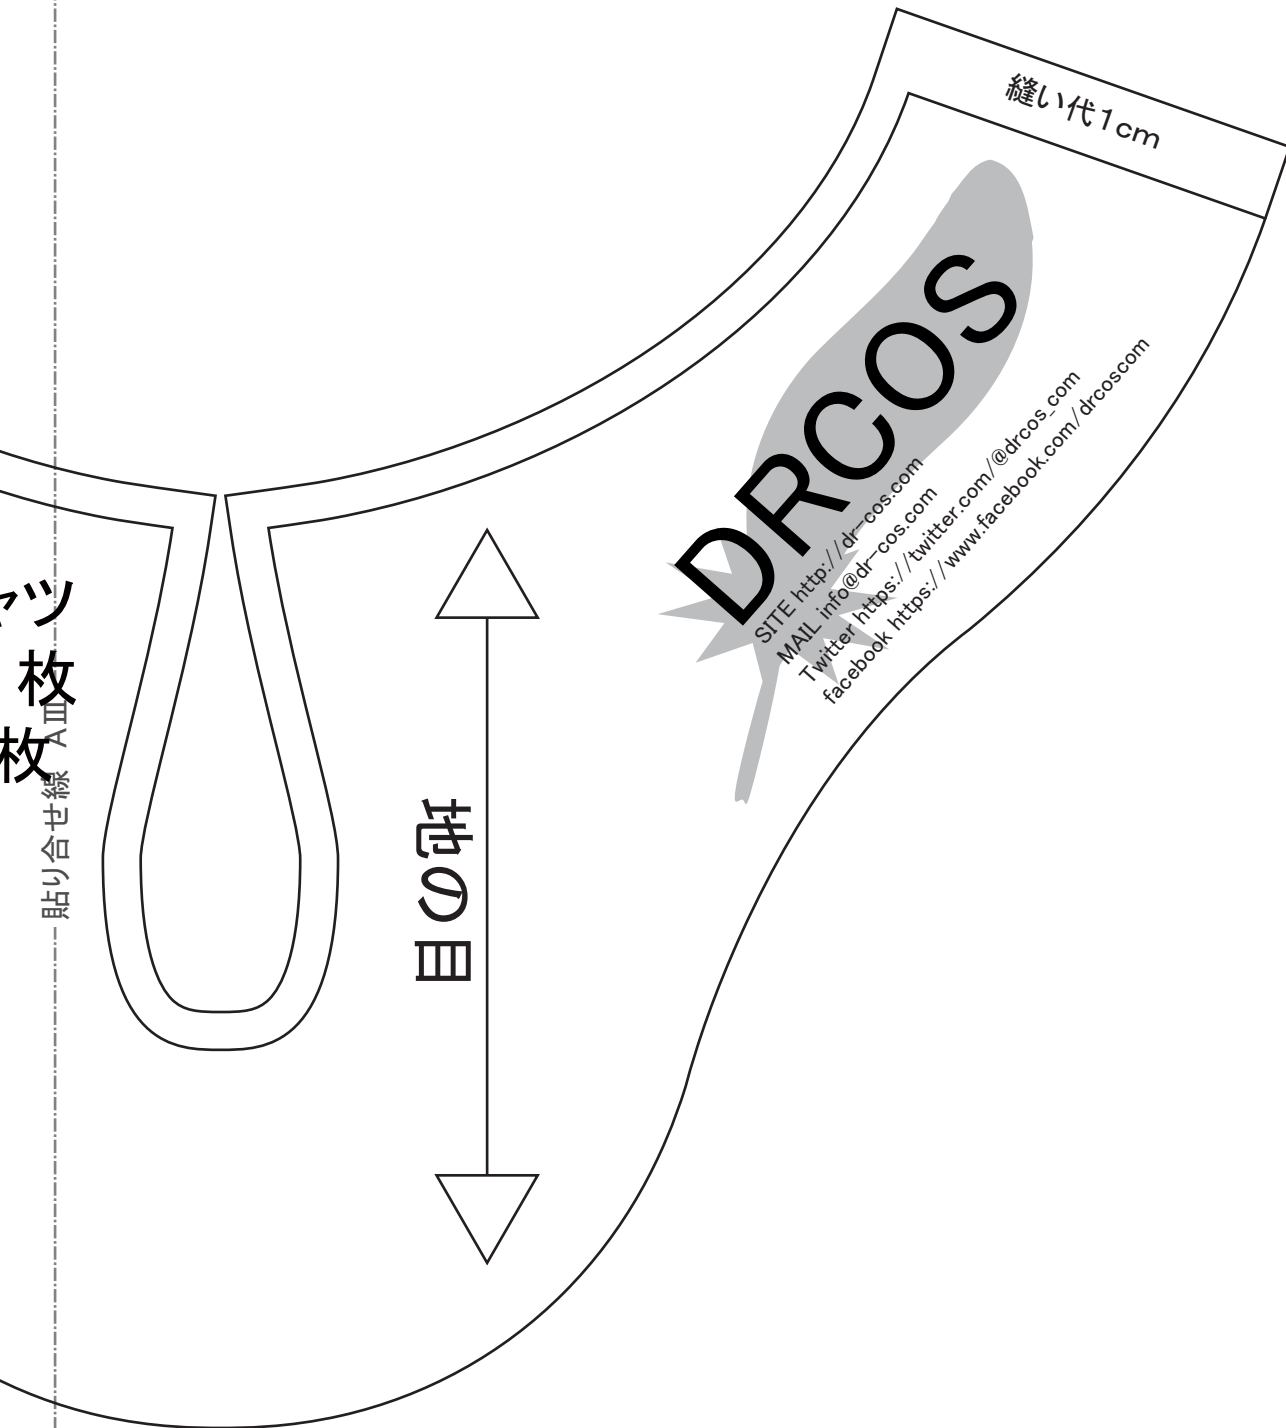 縫い代1cm
DRCOS
SITE http://dr-cos.com
MAIL info@dr-cos.com
Twitter https://twitter.com/@drcos_com
facebook https://www.facebook.com/drcoscom
ャツ
枚
枚
貼り合せ線 AⅢ
地の目